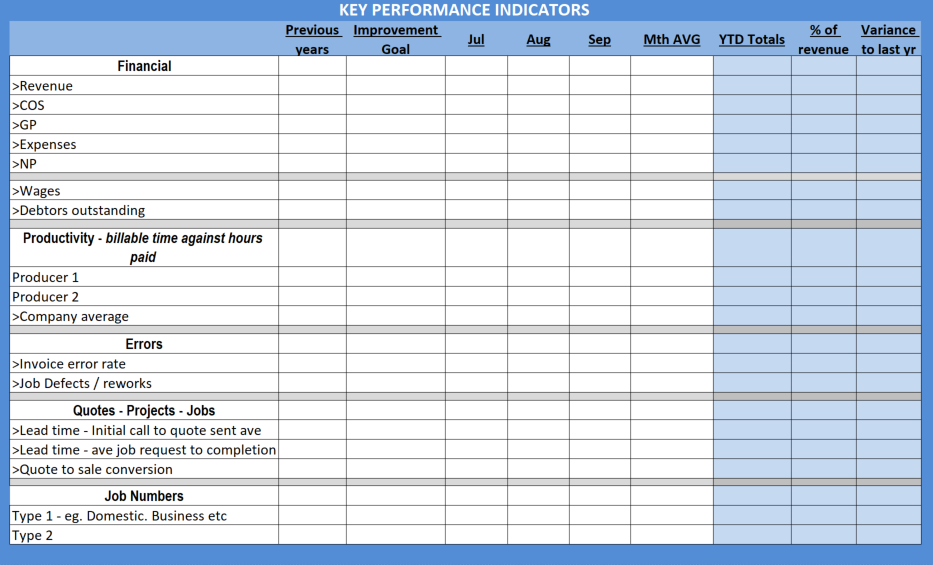 KEY PERFORMANCE INDICATORS
Previous years Improvement Goal Jul Aug Sep Mth AVG YTD Totals % of revenue Variance to last yr
Financial
>Revenue
>COS
>GP
>Expenses
>NP
>Wages
>Debtors outstanding
Productivity - billable time against hours
paid
Producer 1
Producer 2
>Company average
Errors
>Invoice error rate
>Job Defects / reworks
Quotes - Projects - Jobs
>Lead time - Initial call to quote sent ave
>Lead time - ave job request to completion
>Quote to sale conversion
Job Numbers
Type 1 - eg. Domestic. Business etc
Type 2